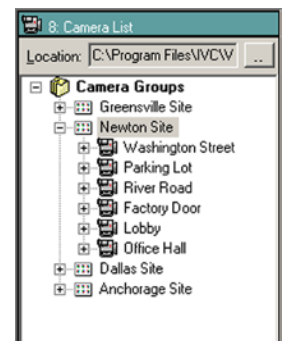 8: Camera List
Location: C:\Program Files\IVCW ..
Camera Groups
Greensville Site
Newton Site
Washington Street
Parking Lot
River Road
Factory Door
Lobby
Office Hall
Dallas Site
Anchorage Site